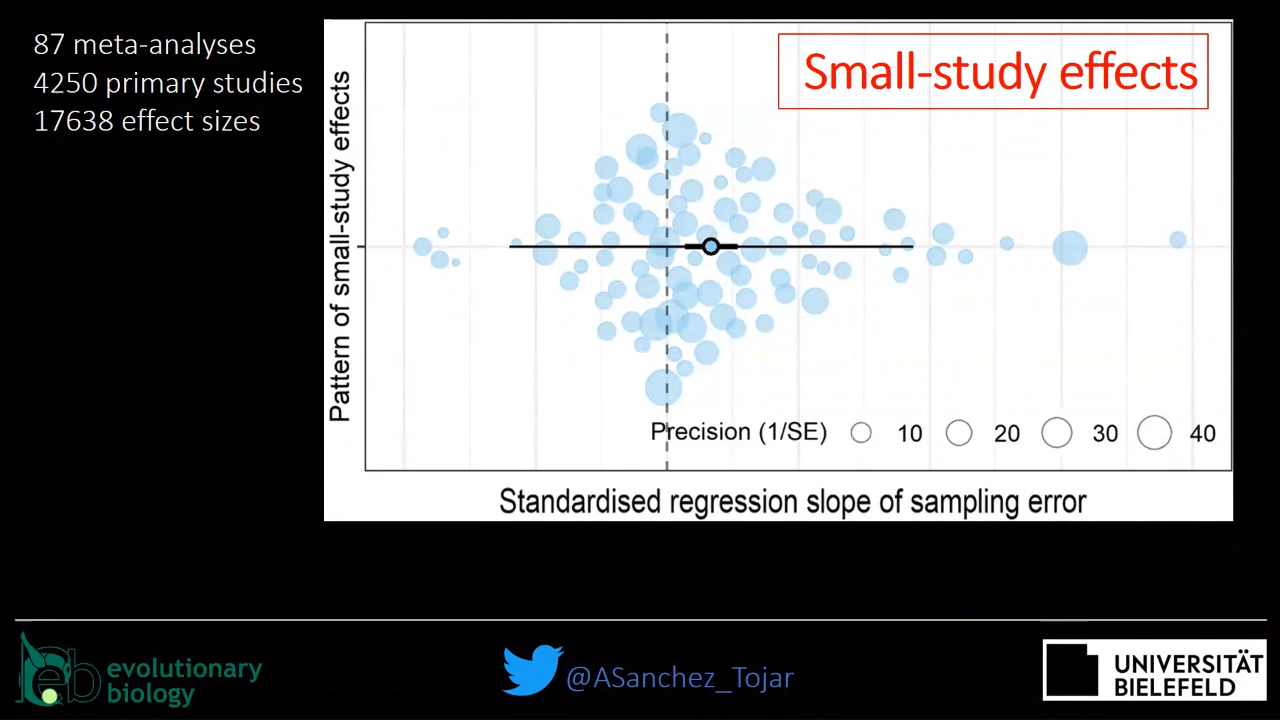 87 meta-analyses
4250 primary studies
17638 effect sizes
Small-study effects
Pattern of small-study effects
Precision (1/SE) 10 20 30 40
Standardised regression slope of sampling error
eb evolutionary
biology
@ASanchez_Tojar
UNIVERSITÄT
BIELEFELD